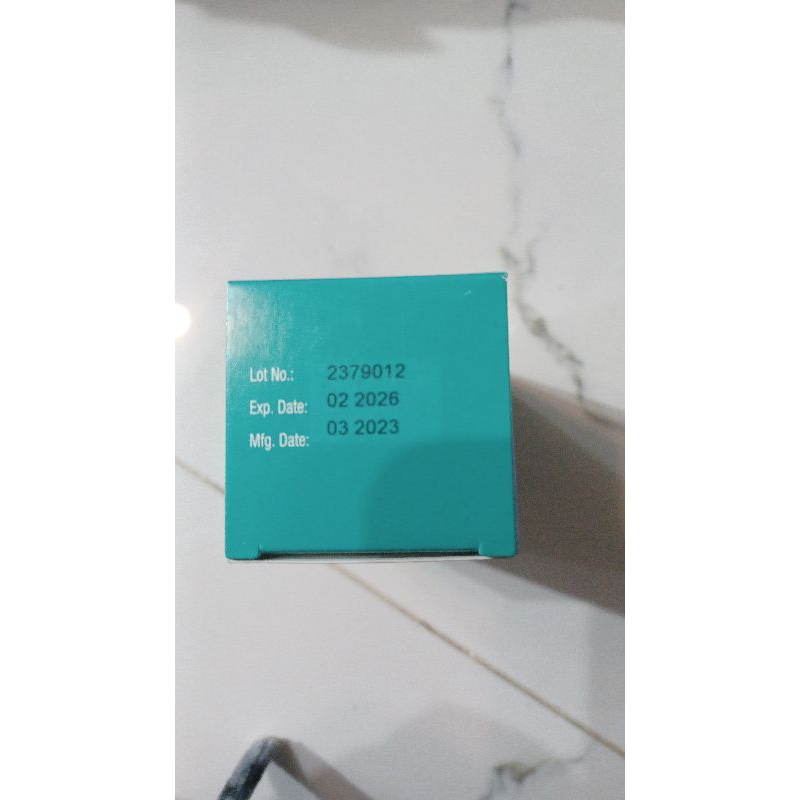 Lot No.: 2379012
Exp. Date: 02 2026
Mfg. Date: 03 2023